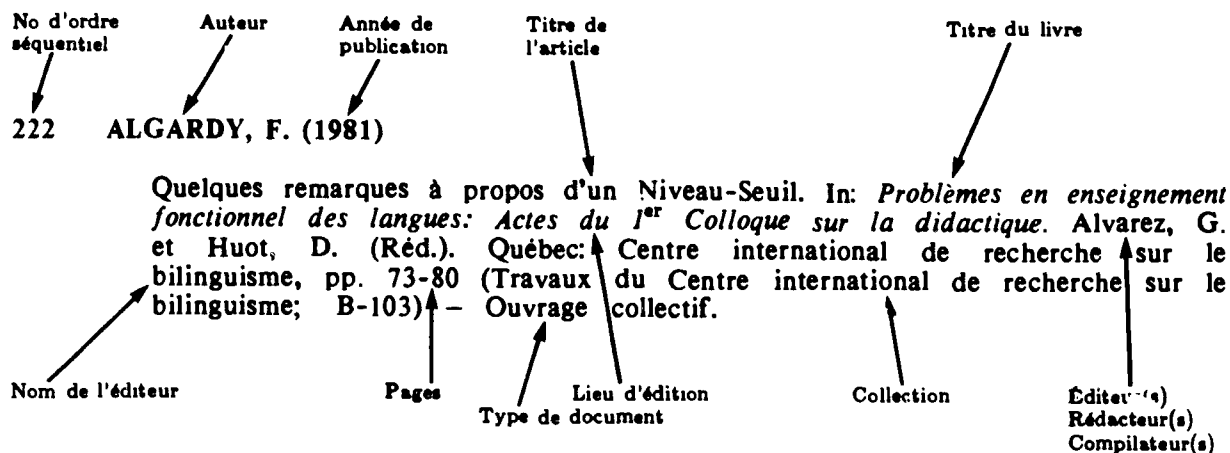 No d'ordre séquentiel
Auteur
Année de publication
Titre de l'article
Titre du livre
222 ALGARDY, F. (1981)
Quelques remarques à propos d'un Niveau-Seuil. In: Problèmes en enseignement
fonctionnel des langues: Actes du 1er Colloque sur la didactique. Alvarez, G.
et Huot, D. (Réd.). Québec: Centre international de recherche sur le
bilinguisme, pp. 73-80 (Travaux du Centre international de recherche sur le
bilinguisme; B-103) – Ouvrage collectif.
Nom de l'éditeur
Pages
Type de document
Lieu d'édition
Collection
Éditeur(s)
Rédacteur(s)
Compilateur(s)